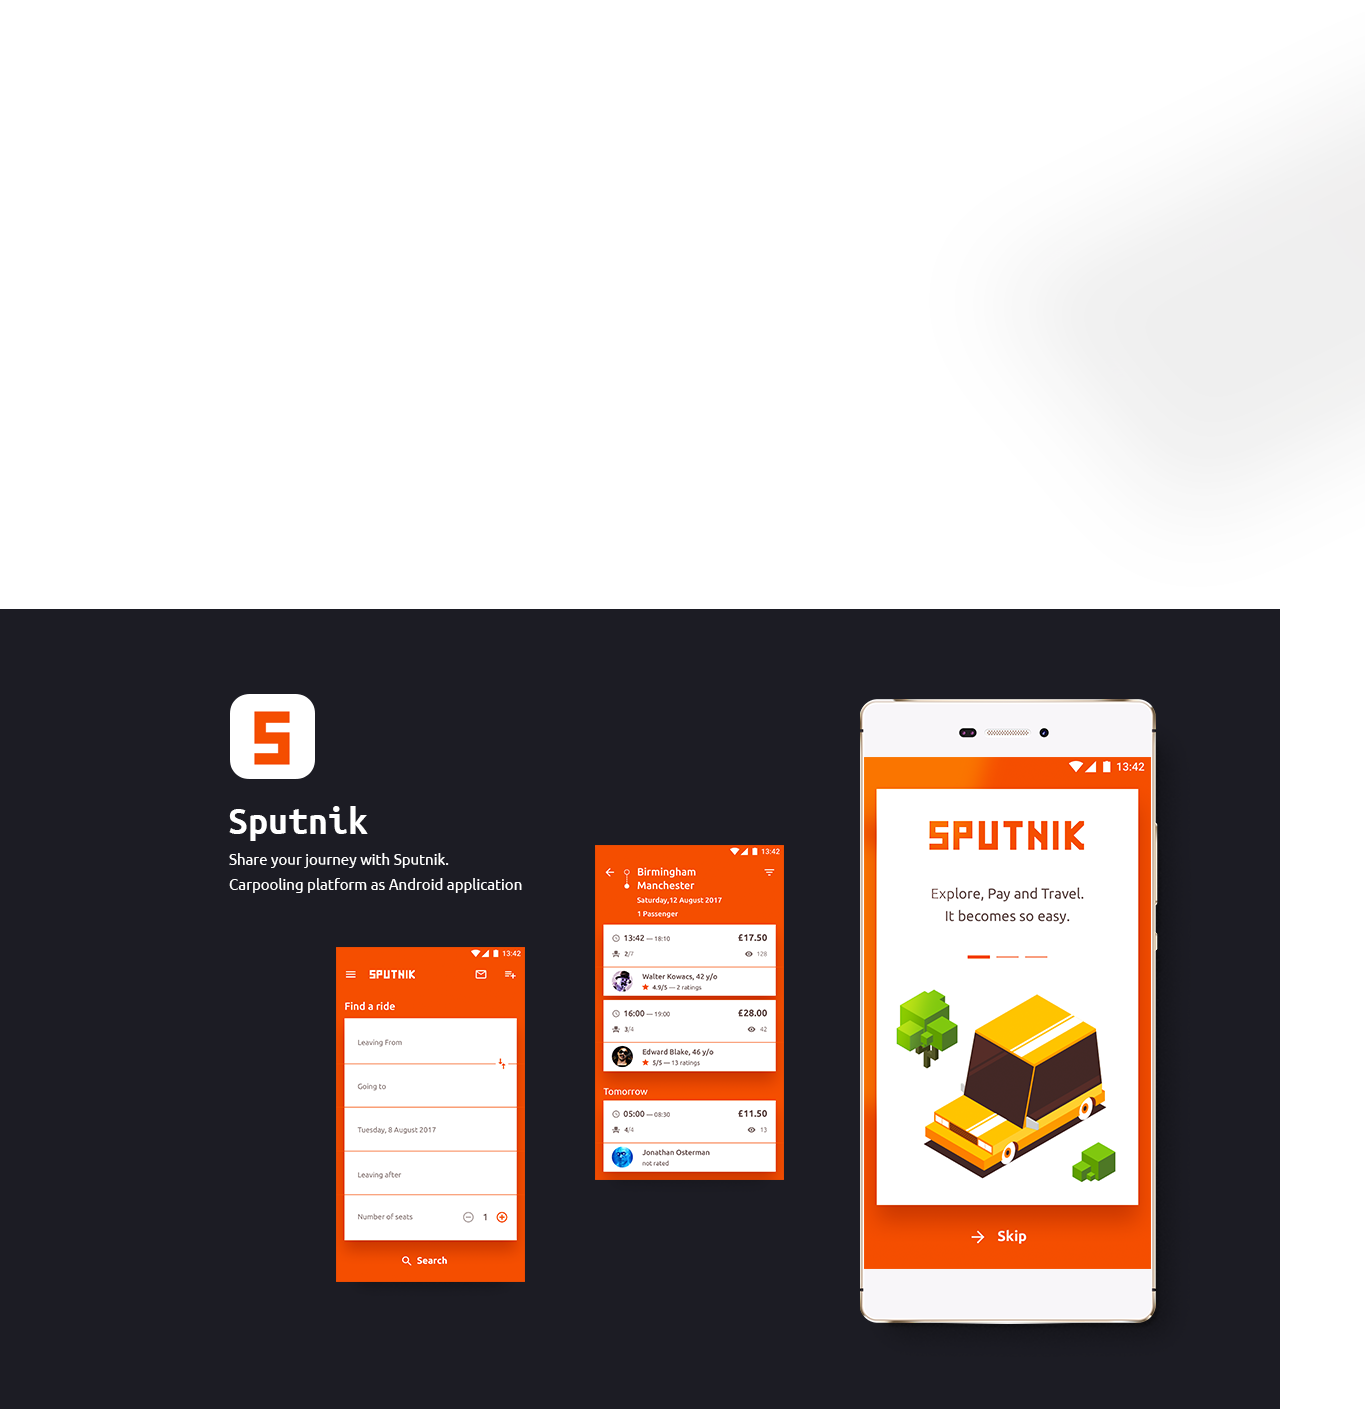 Sputnik
Share your journey with Sputnik.
Carpooling platform as Android application
13:42
SPUTNIK
Find a ride
Leaving From
Going to
Tuesday, 8 August 2017
Leaving after
Number of seats
1
Search
13:42
Birmingham
Manchester
Saturday,12 August 2017
1 Passenger
13:42 — 18:10 £17.50
2/7 128
Walter Kowacs, 42 y/o
4.9/5 — 2 ratings
16:00 — 19:00 £28.00
3/4 42
Edward Blake, 46 y/o
5/5 — 13 ratings
Tomorrow
05:00 — 08:30 £11.50
4/4 13
Jonathan Osterman
not rated
13:42
SPUTNIK
Explore, Pay and Travel.
It becomes so easy.
Skip